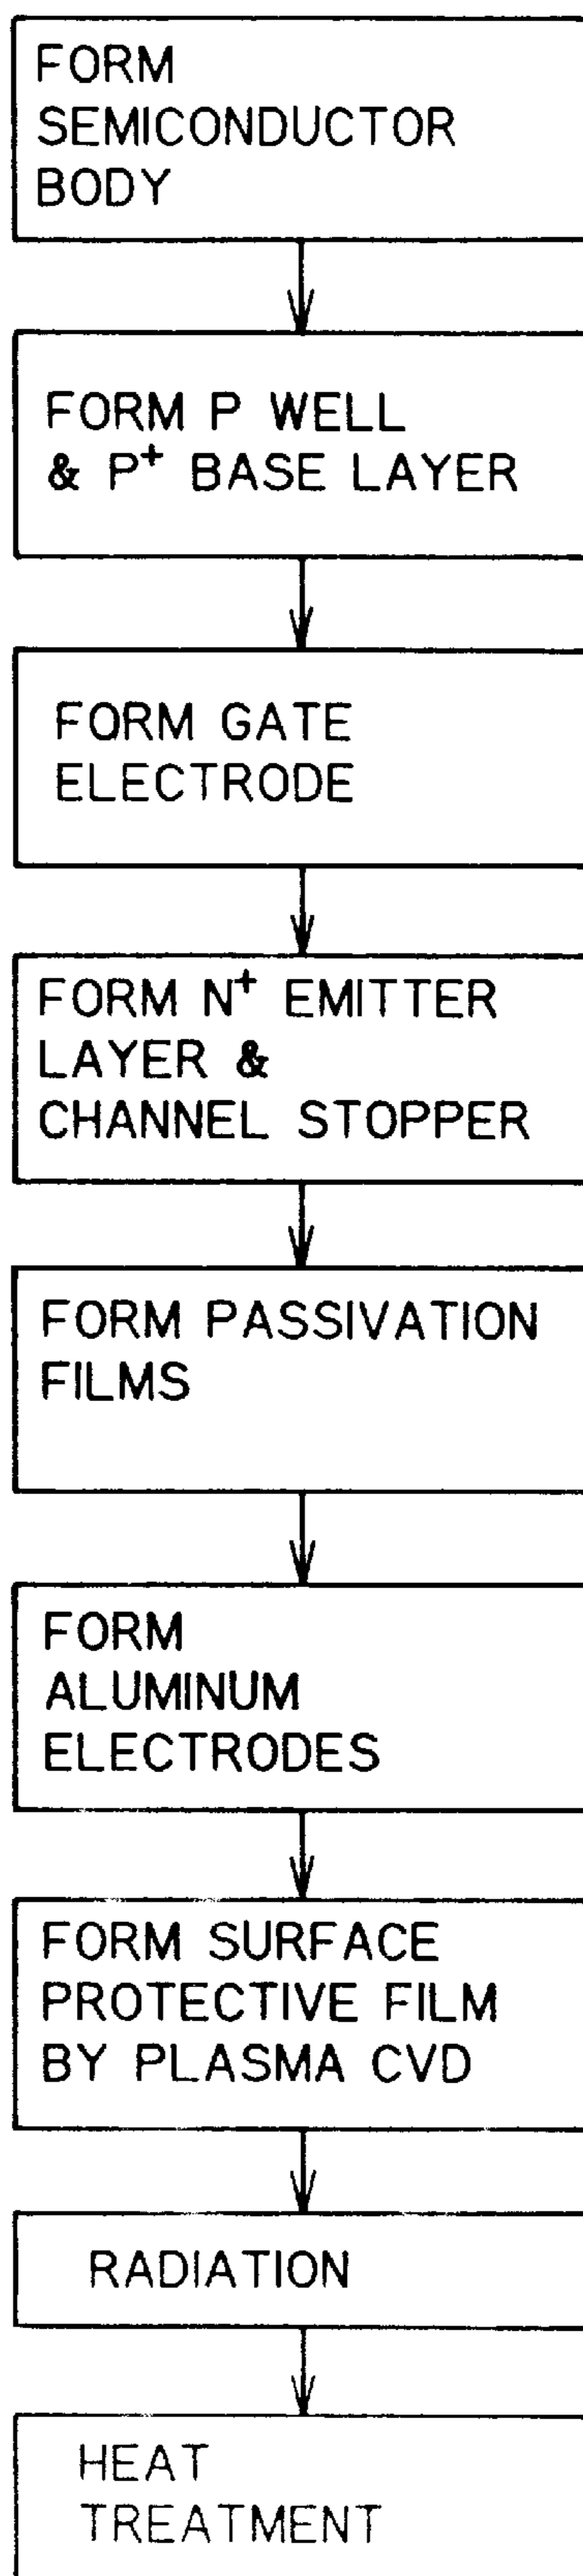 FORM
SEMICONDUCTOR
BODY
FORM P WELL
& P+ BASE LAYER
FORM GATE
ELECTRODE
FORM N+ EMITTER
LAYER &
CHANNEL STOPPER
FORM PASSIVATION
FILMS
FORM
ALUMINUM
ELECTRODES
FORM SURFACE
PROTECTIVE FILM
BY PLASMA CVD
RADIATION
HEAT
TREATMENT